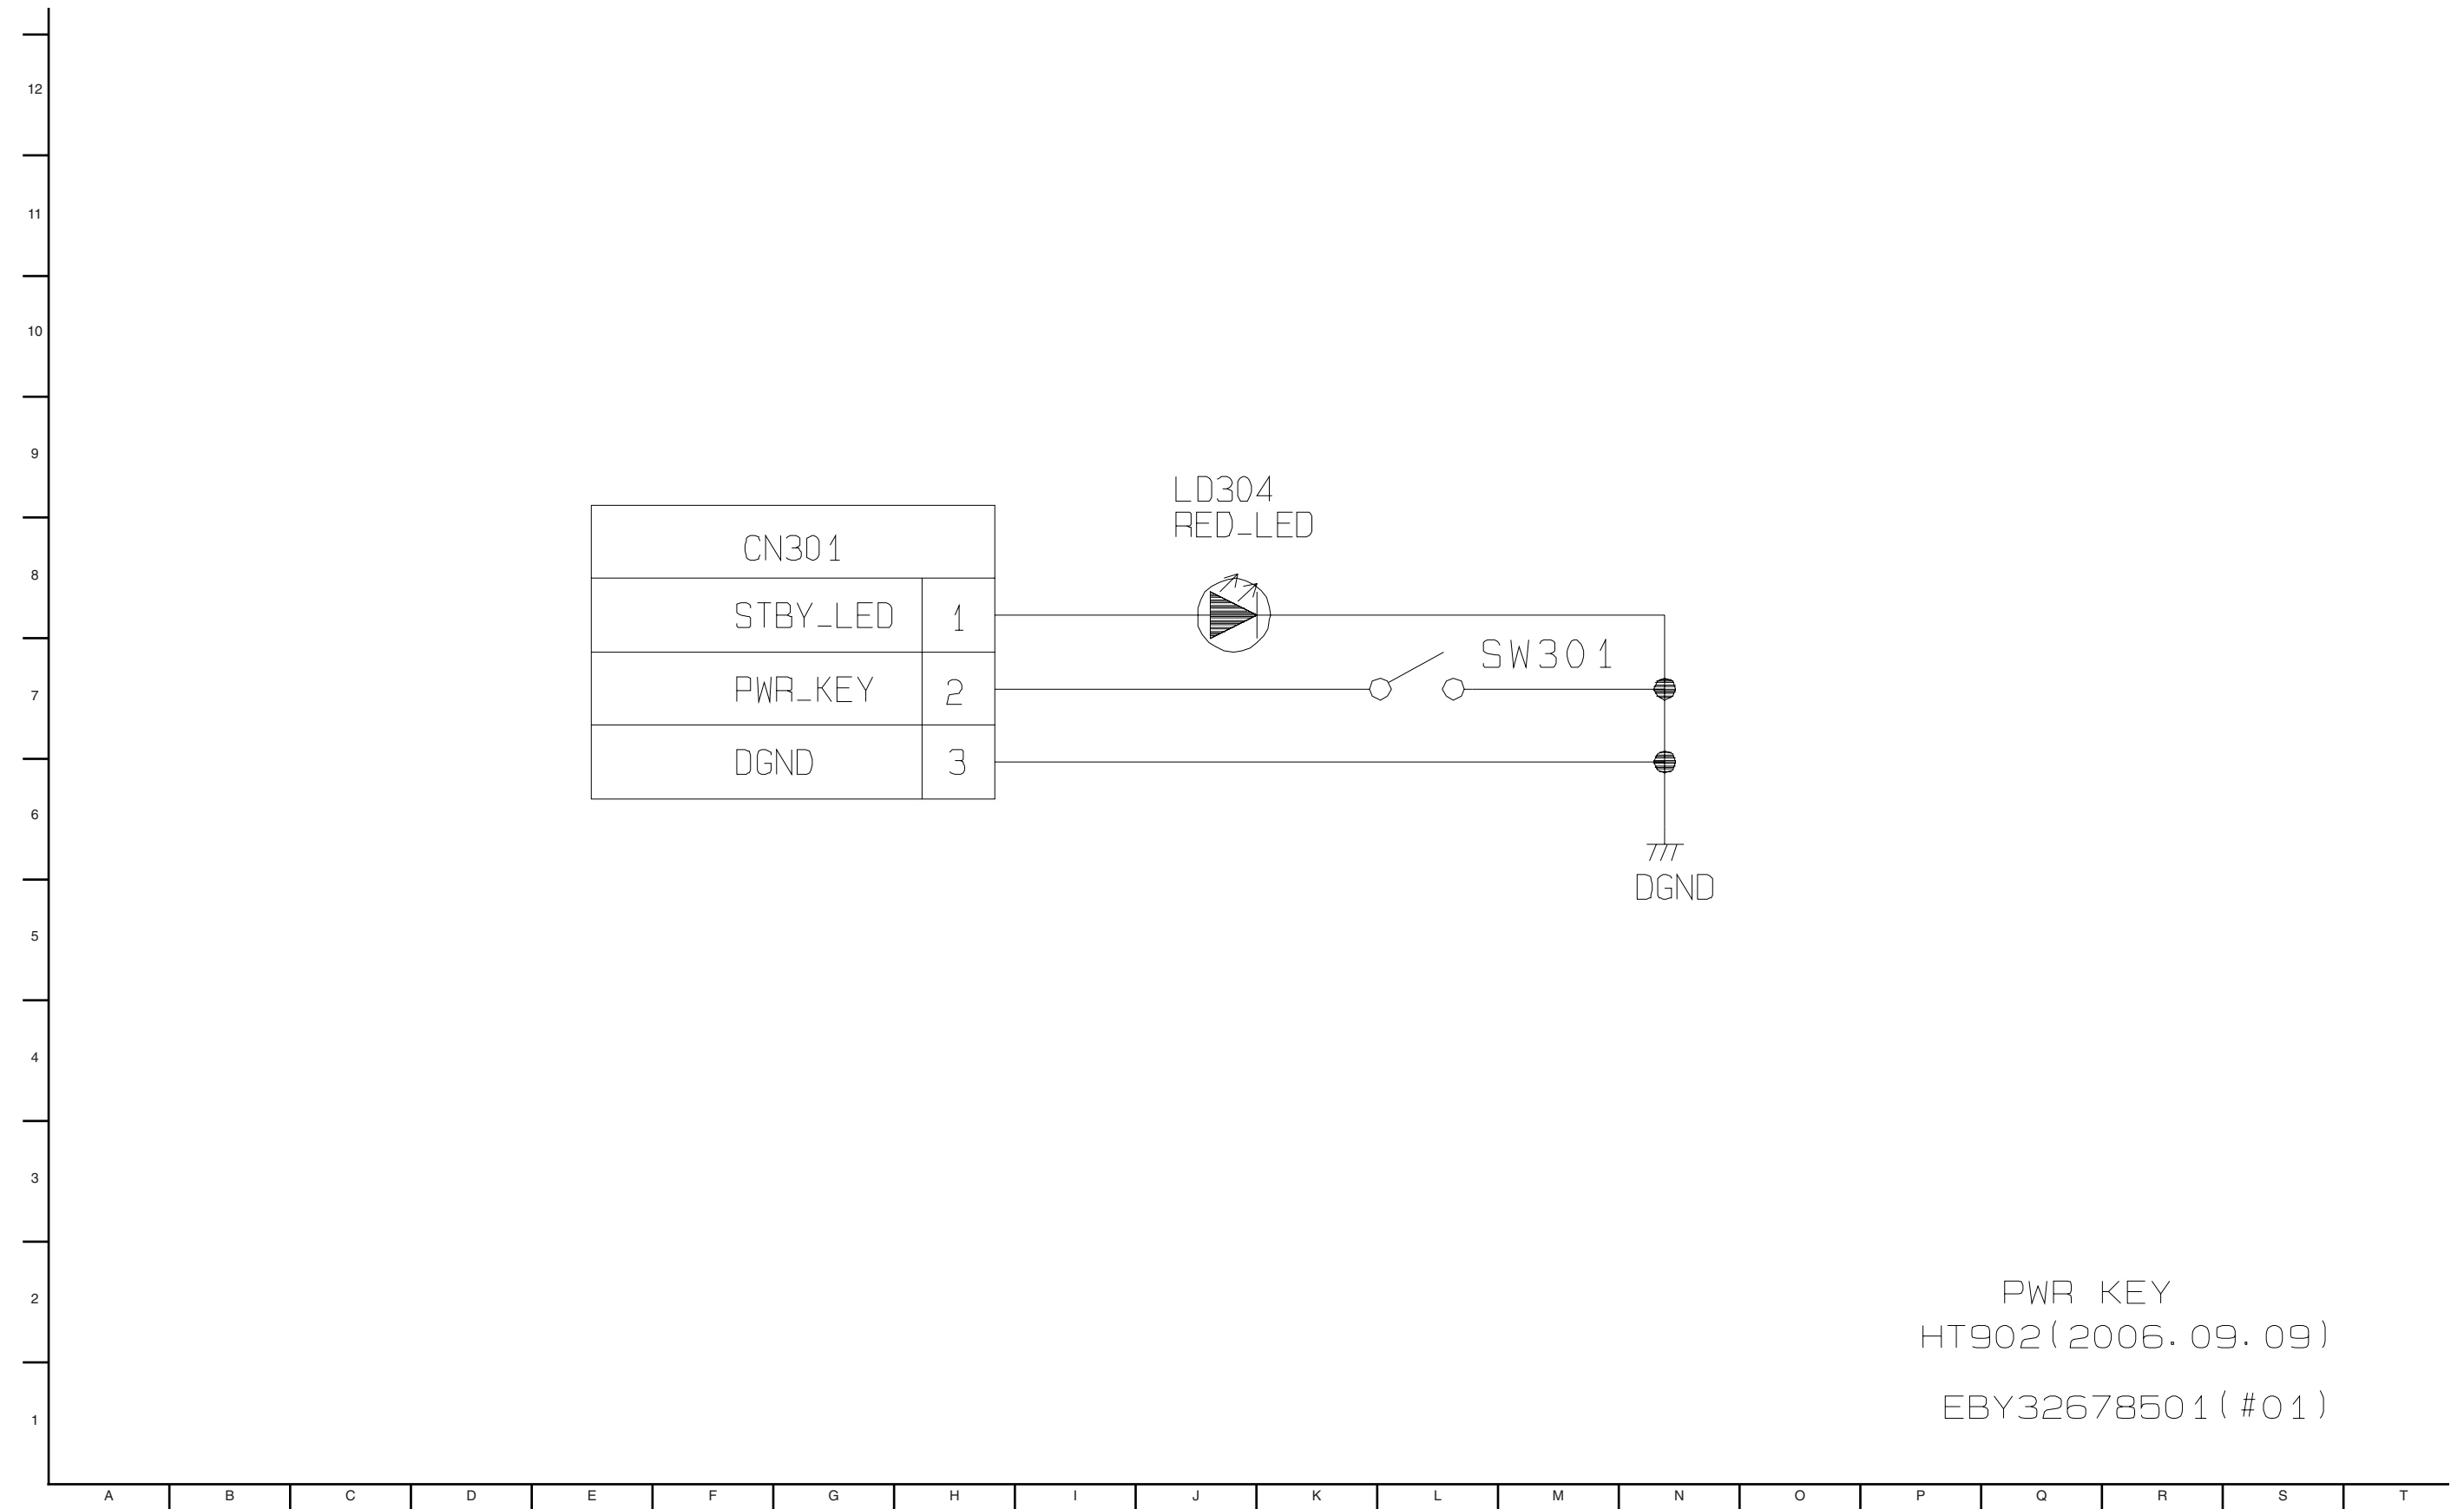 12
11
10
9
LD304
RED_LED
CN301
8
STBY_LED 1
SW301
7
PWR_KEY 2
DGND 3
6
DGND
5
4
3
PWR KEY
2
HT902(2006.09.09)
EBY32678501(#01)
1
A B C D E F G H I J K L M N O P Q R S T